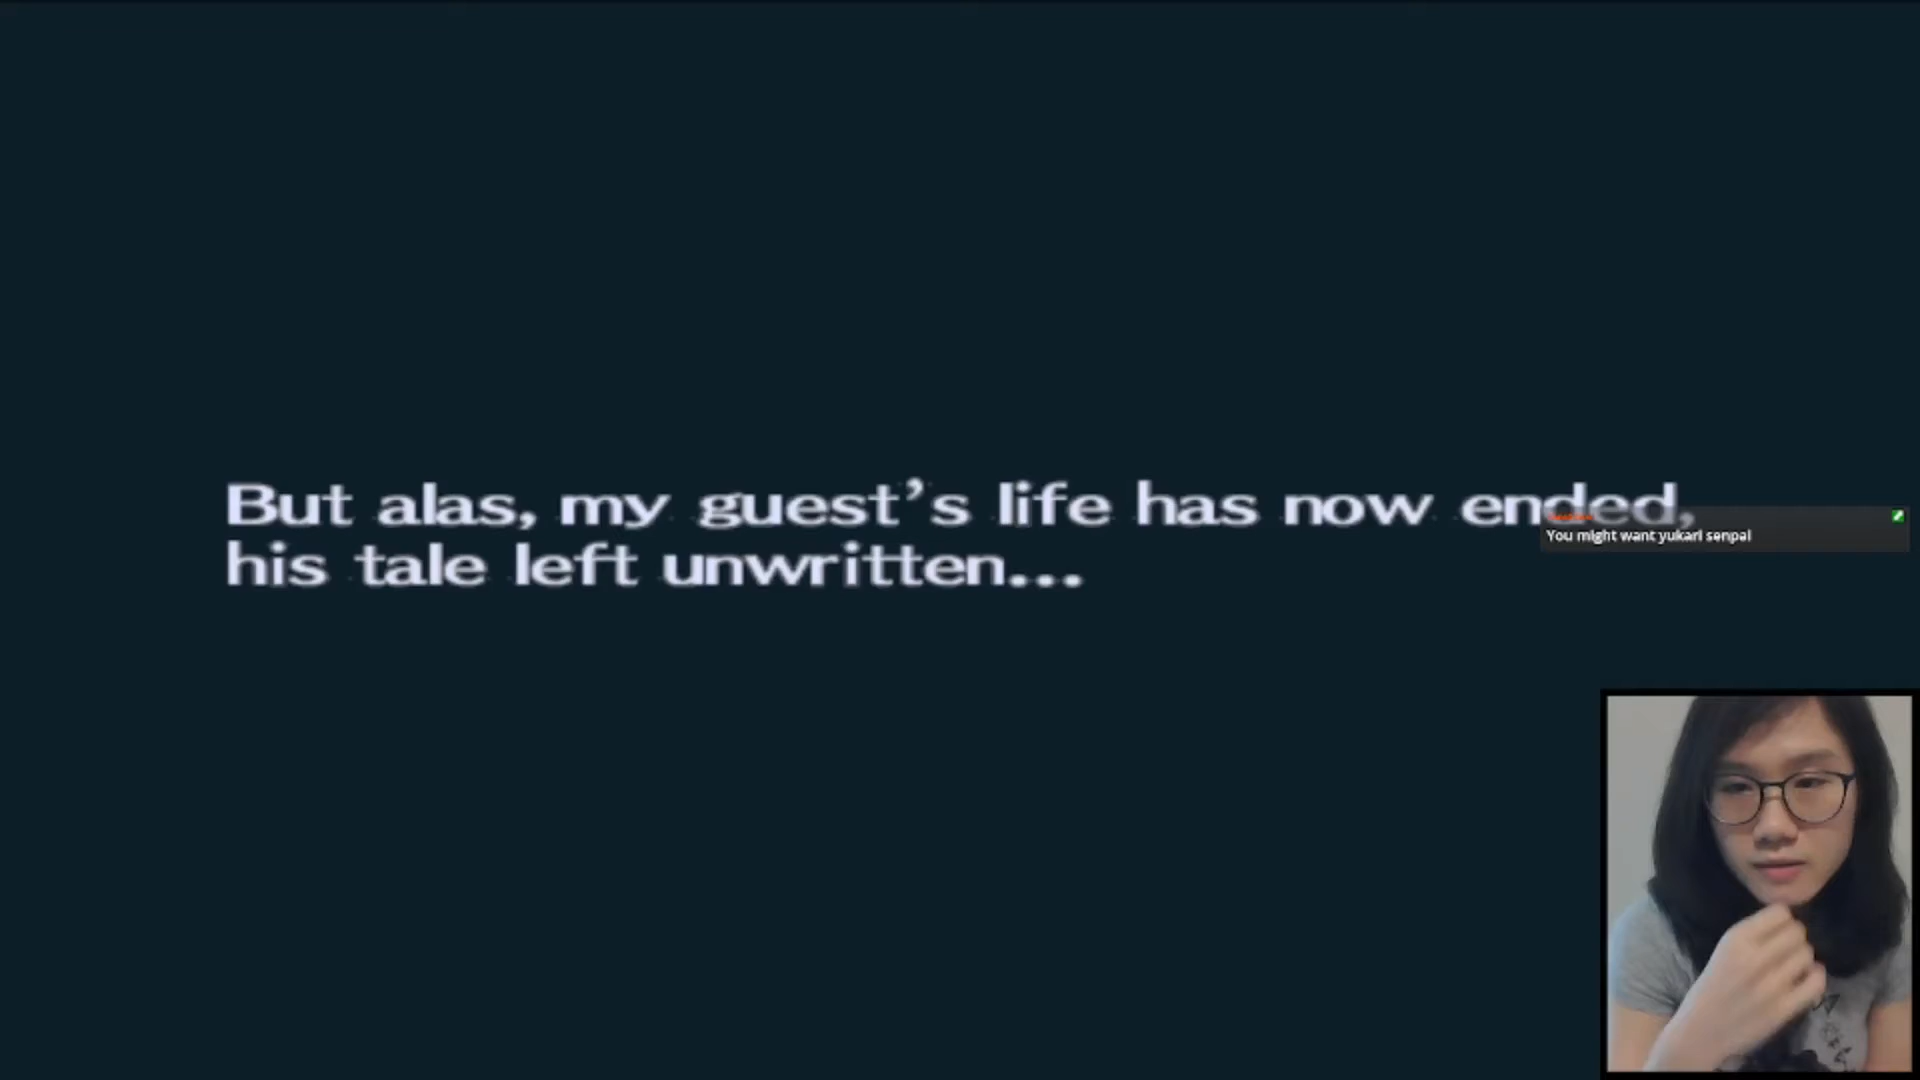 But alas, my guest's life has now ended,
his tale left unwritten...
You might want yukari senpai